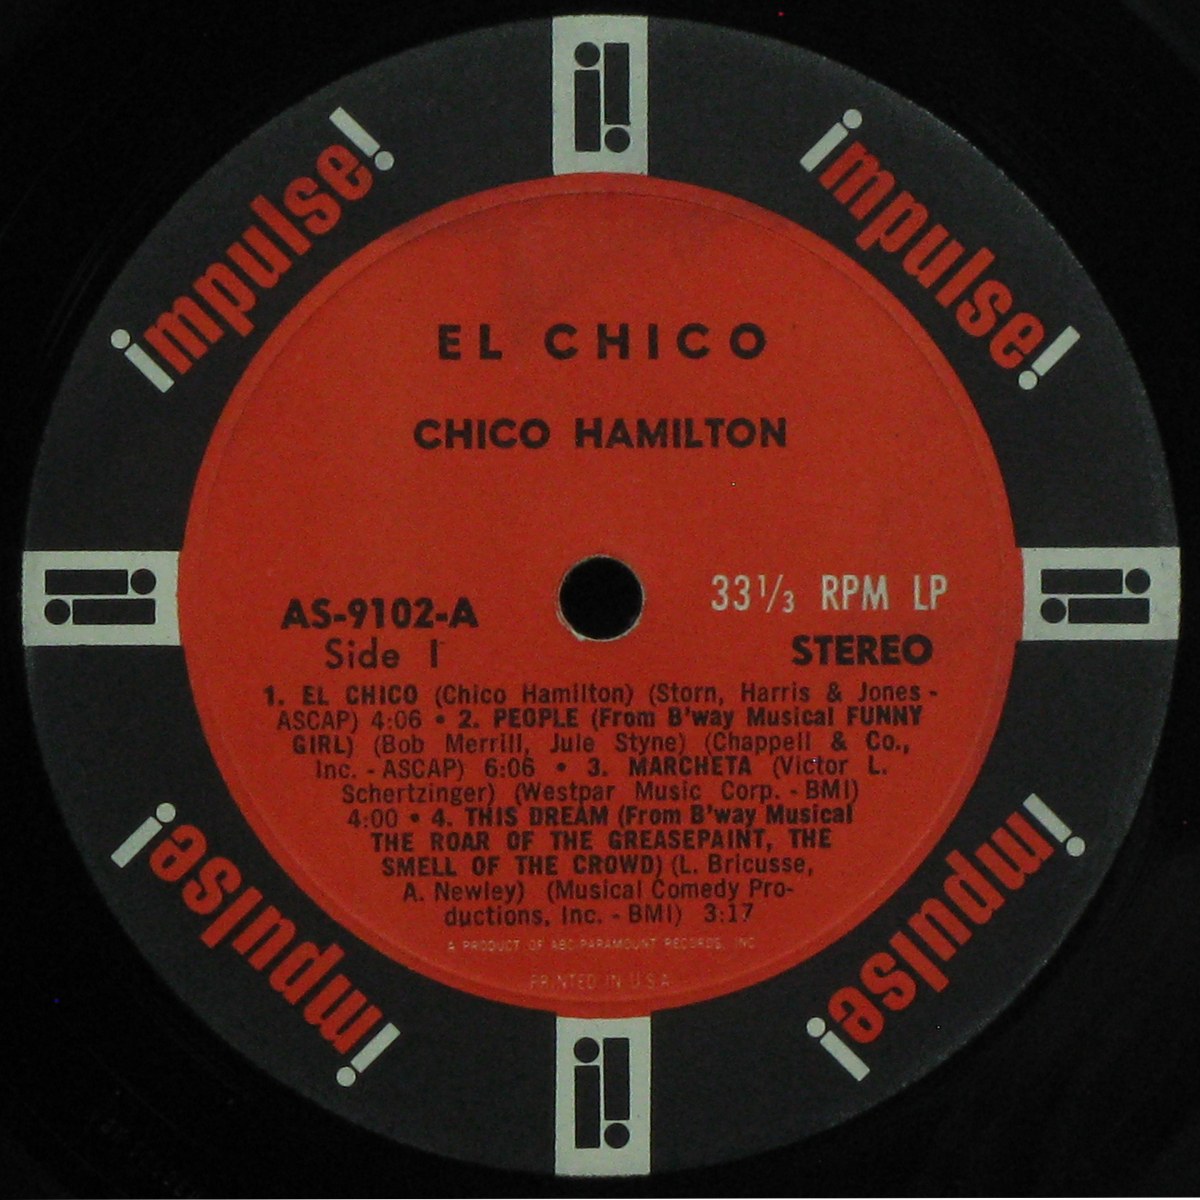 impulse!
impulse!
EL CHICO
CHICO HAMILTON
33 1/3 RPM LP
AS-9102-A
Side 1
STEREO
1. EL CHICO (Chico Hamilton) (Storn, Harris & Jones -
ASCAP) 4:06 • 2. PEOPLE (From B'way Musical FUNNY
GIRL) (Bob Merrill, Jule Styne) (Chappell & Co.,
Inc. - ASCAP) 6:06 • 3. MARCHETA (Victor L.
Schertzinger) (Westpar Music Corp. - BMI)
4:00 • 4. THIS DREAM (From B'way Musical
THE ROAR OF THE GREASEPAINT, THE
SMELL OF THE CROWD) (L. Bricusse,
A. Newley) (Musical Comedy Pro-
ductions, Inc. - BMI) 3:17
A PRODUCT OF ABC-PARAMOUNT RECORDS, INC.
PRINTED IN U.S.A.
impulse!
impulse!